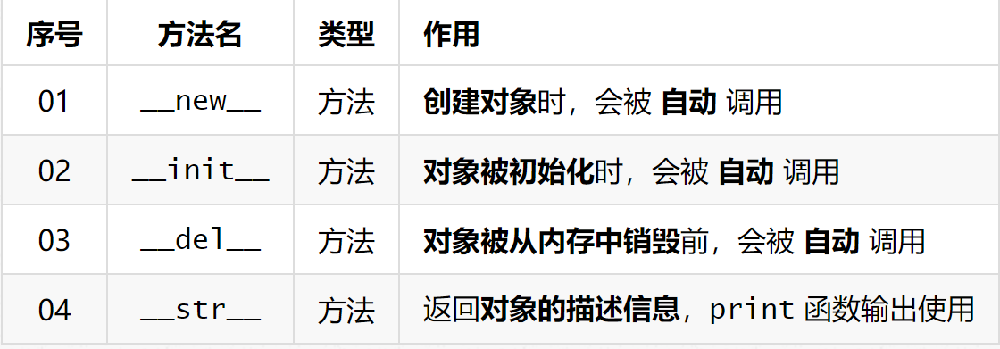 序号 方法名 类型 作用
01 __new__ 方法 创建对象时，会被 自动 调用
02 __init__ 方法 对象被初始化时，会被 自动 调用
03 __del__ 方法 对象被从内存中销毁前，会被 自动 调用
04 __str__ 方法 返回对象的描述信息，print 函数输出使用